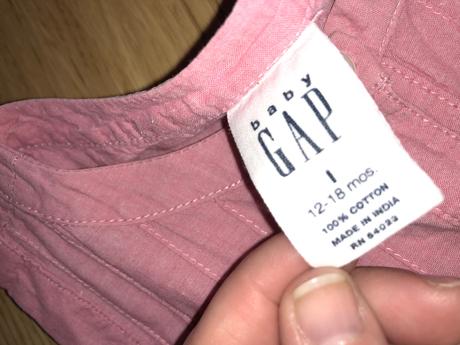 baby
GAP
I
12-18 mos.
100% COTTON
MADE IN INDIA
RN 54023